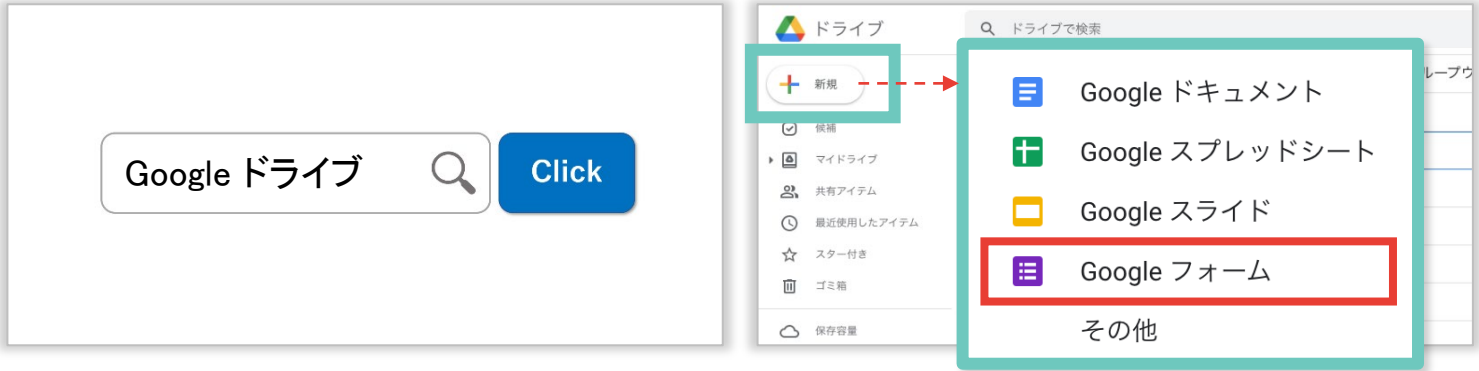 Google ドライブ
Click
ドライブ
ドライブで検索
新規
候補
マイドライブ
共有アイテム
最近使用したアイテム
スター付き
ゴミ箱
保存容量
Google ドキュメント
Google スプレッドシート
Google スライド
Google フォーム
その他
ループウ